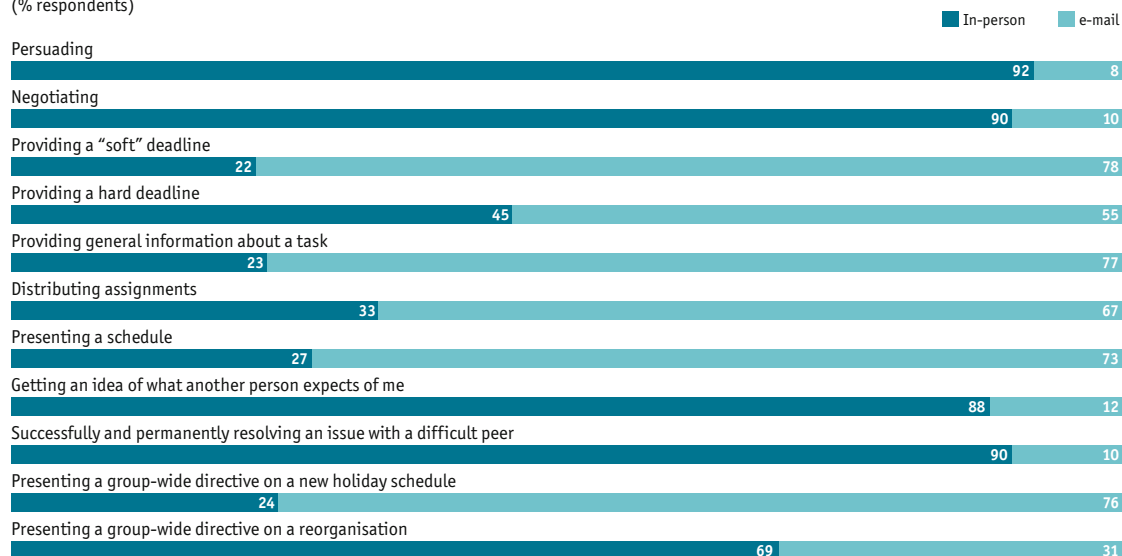 (% respondents)
In-person e-mail
Persuading
92 8
Negotiating
90 10
Providing a “soft” deadline
22 78
Providing a hard deadline
45 55
Providing general information about a task
23 77
Distributing assignments
33 67
Presenting a schedule
27 73
Getting an idea of what another person expects of me
88 12
Successfully and permanently resolving an issue with a difficult peer
90 10
Presenting a group-wide directive on a new holiday schedule
24 76
Presenting a group-wide directive on a reorganisation
69 31